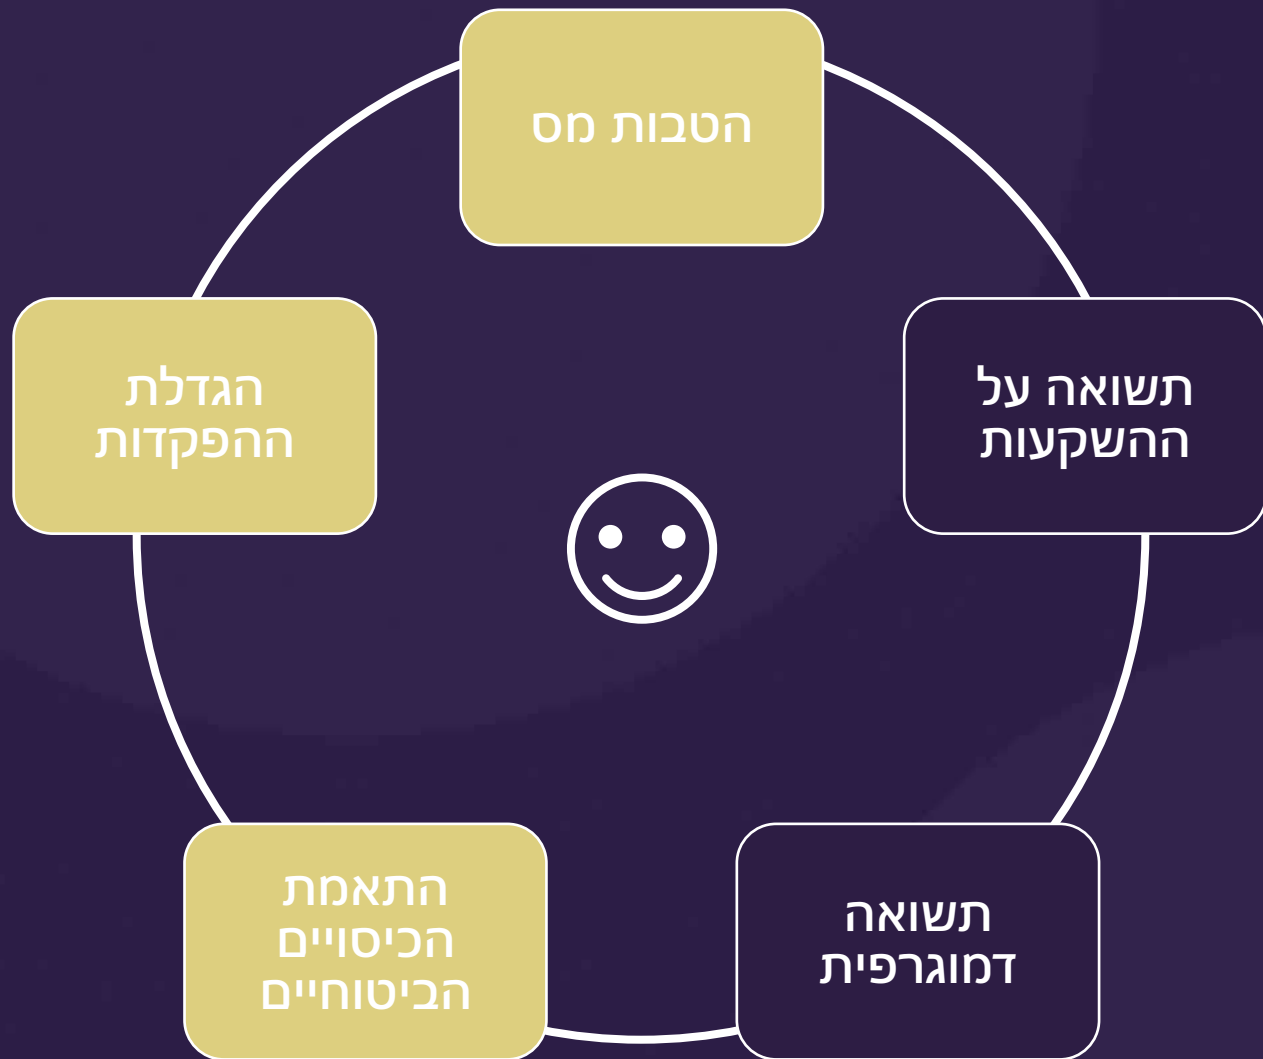 הטבות מס
תשואה על
ההשקעות
תשואה
דמוגרפית
התאמת
הכיסויים
הביטוחיים
הגדלת
ההפקדות